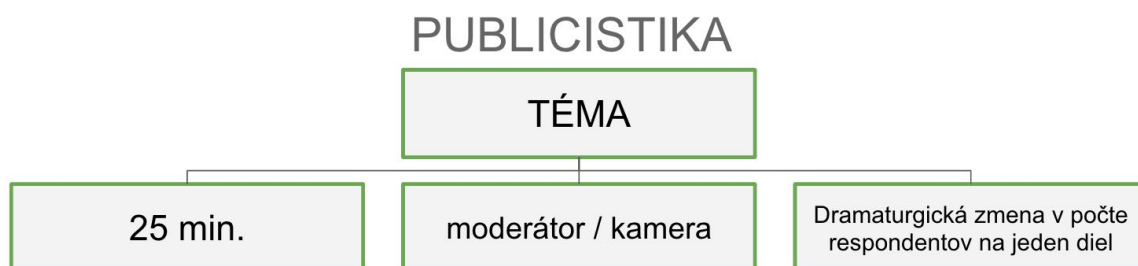 PUBLICISTIKA
TÉMA
25 min.
moderátor / kamera
Dramaturgická zmena v počte
respondentov na jeden diel